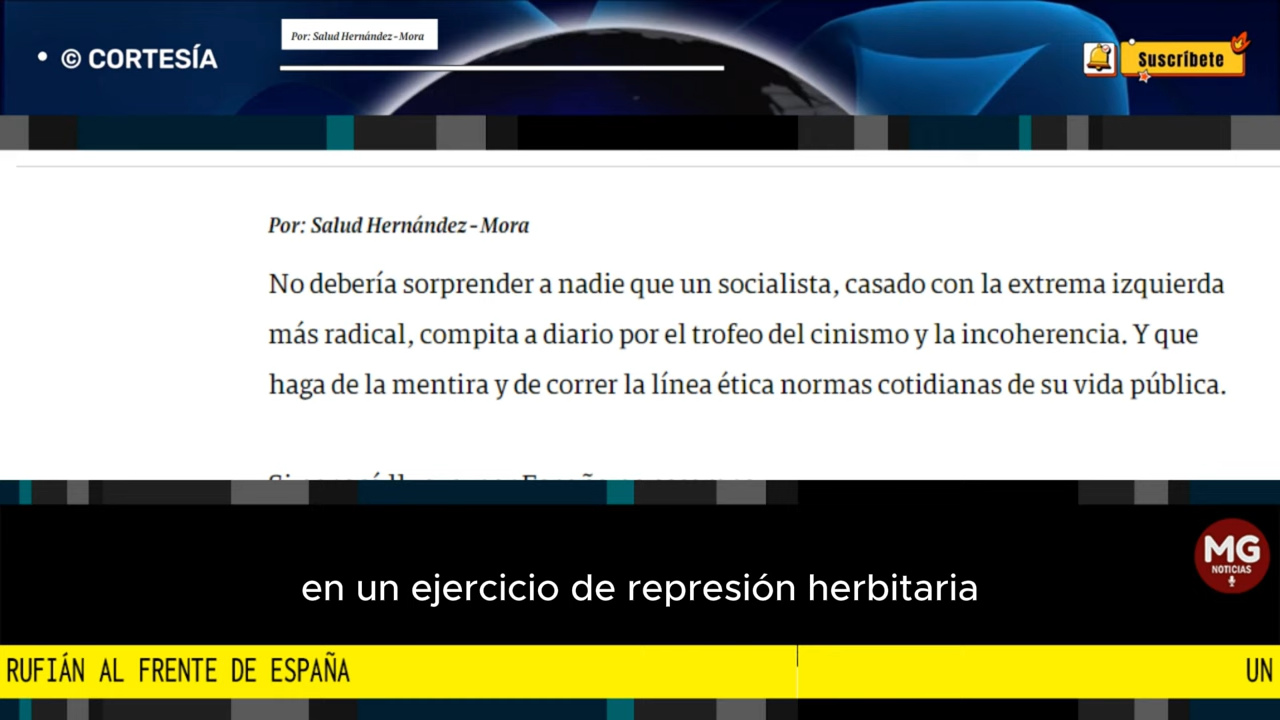 • © CORTESÍA
Por: Salud Hernández-Mora
Suscríbete
Por: Salud Hernández-Mora
No debería sorprender a nadie que un socialista, casado con la extrema izquierda
más radical, compita a diario por el trofeo del cinismo y la incoherencia. Y que
haga de la mentira y de correr la línea ética normas cotidianas de su vida pública.
MG
NOTICIAS
en un ejercicio de represión herbitaria
RUFIÁN AL FRENTE DE ESPAÑA
UN